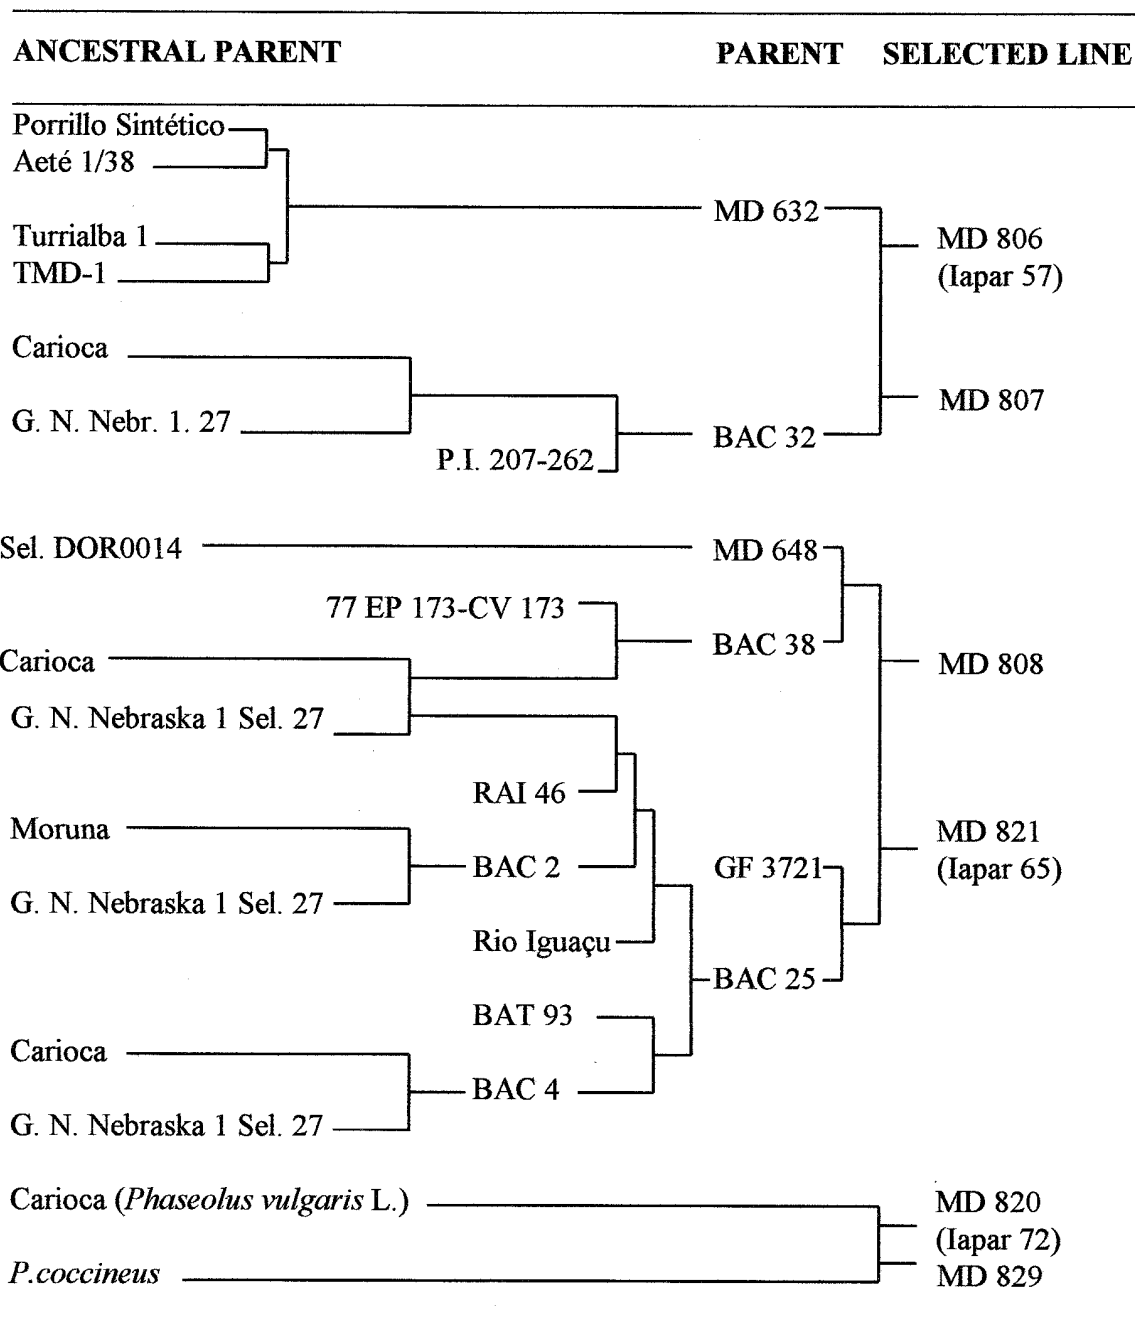 ANCESTRAL PARENT PARENT SELECTED LINE
Porrillo Sintético
Aeté 1/38
MD 632
Turrialba 1
MD 806
TMD-1
(Iapar 57)
Carioca
MD 807
G. N. Nebr. 1. 27
BAC 32
P.I. 207-262
Sel. DOR0014
MD 648
77 EP 173-CV 173
BAC 38
Carioca
MD 808
G. N. Nebraska 1 Sel. 27
RAI 46
Moruna
MD 821
BAC 2
GF 3721
(Iapar 65)
G. N. Nebraska 1 Sel. 27
Rio Iguaçu
BAC 25
BAT 93
Carioca
BAC 4
G. N. Nebraska 1 Sel. 27
Carioca (Phaseolus vulgaris L.)
MD 820
(Iapar 72)
P.coccineus
MD 829